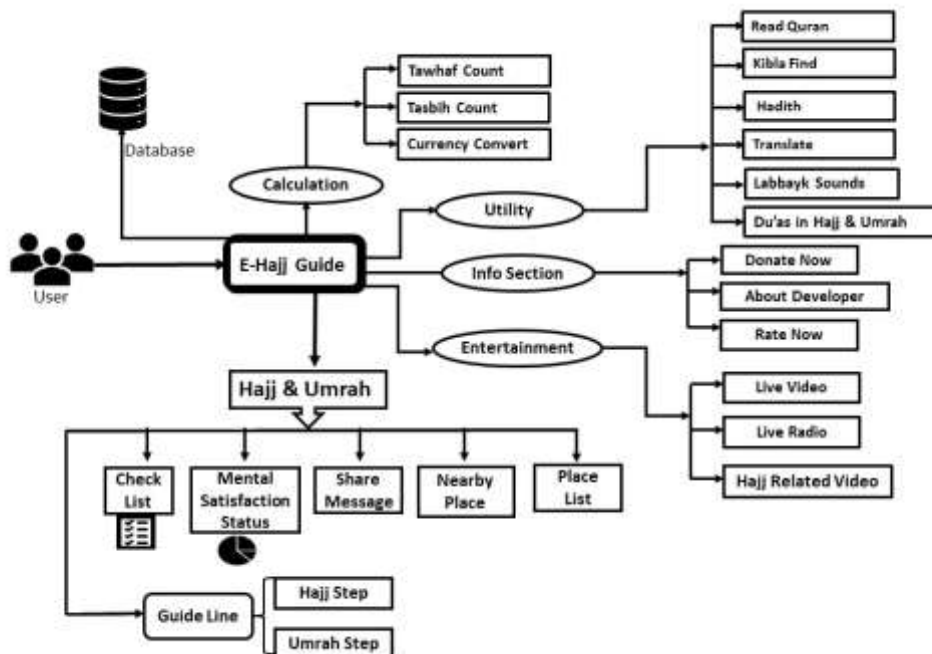 Read Quran
Kibla Find
Hadith
Translate
Labbayk Sounds
Du'as in Hajj & Umrah
Tawhaf Count
Tasbih Count
Currency Convert
Database
Calculation
Utility
User
E-Hajj Guide
Info Section
Donate Now
About Developer
Rate Now
Entertainment
Hajj & Umrah
Live Video
Live Radio
Hajj Related Video
Check
List
Mental
Satisfaction
Status
Share
Message
Nearby
Place
Place
List
Guide Line
Hajj Step
Umrah Step